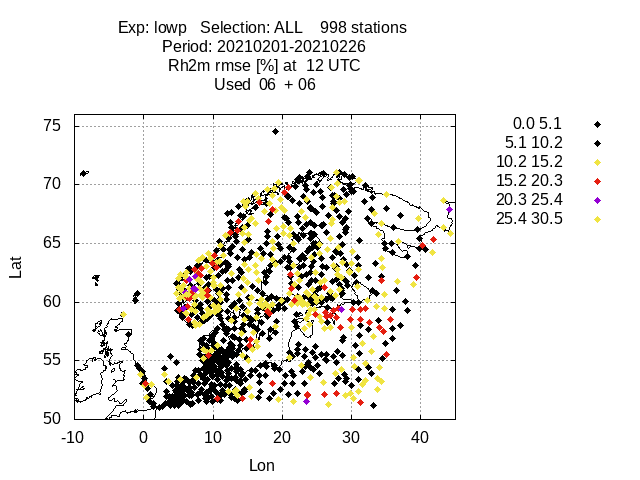 Exp: lowp   Selection: ALL    998 stations
Period: 20210201-20210226
Rh2m rmse [%] at  12 UTC
Used  06  + 06
0.0 5.1
5.1 10.2
10.2 15.2
15.2 20.3
20.3 25.4
25.4 30.5
75
70
65
60
55
50
Lat
-10 0 10 20 30 40
Lon